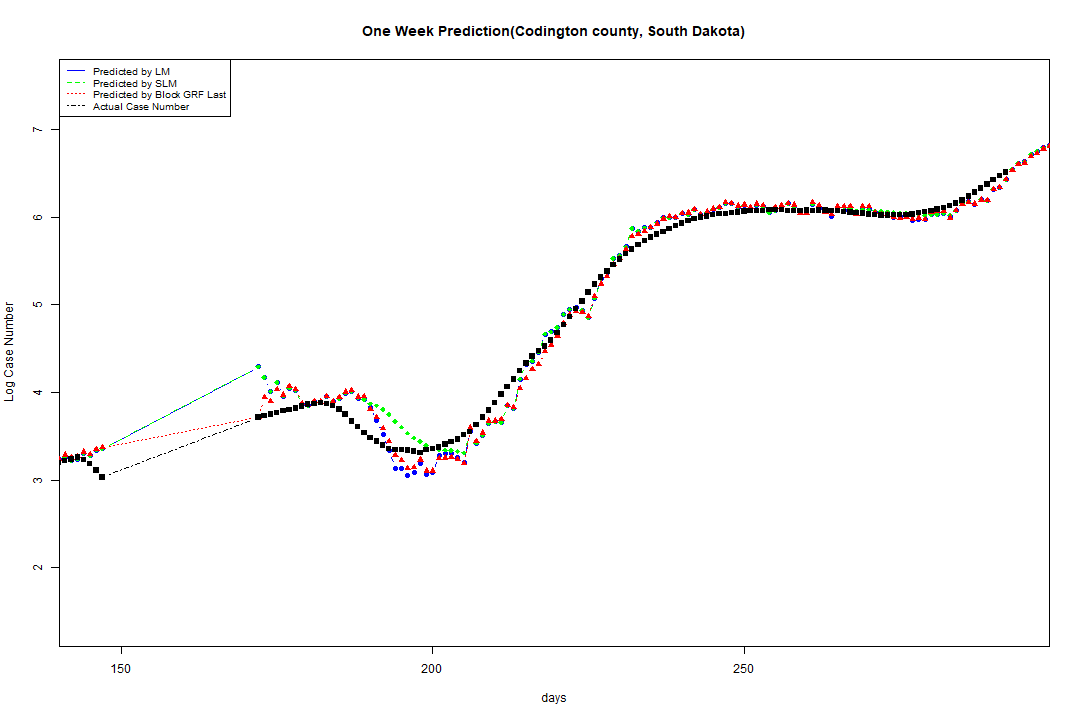 One Week Prediction(Codington county, South Dakota)
Predicted by LM
Predicted by SLM
Predicted by Block GRF Last
Actual Case Number
7
6
5
4
3
2
Log Case Number
150 200 250
days